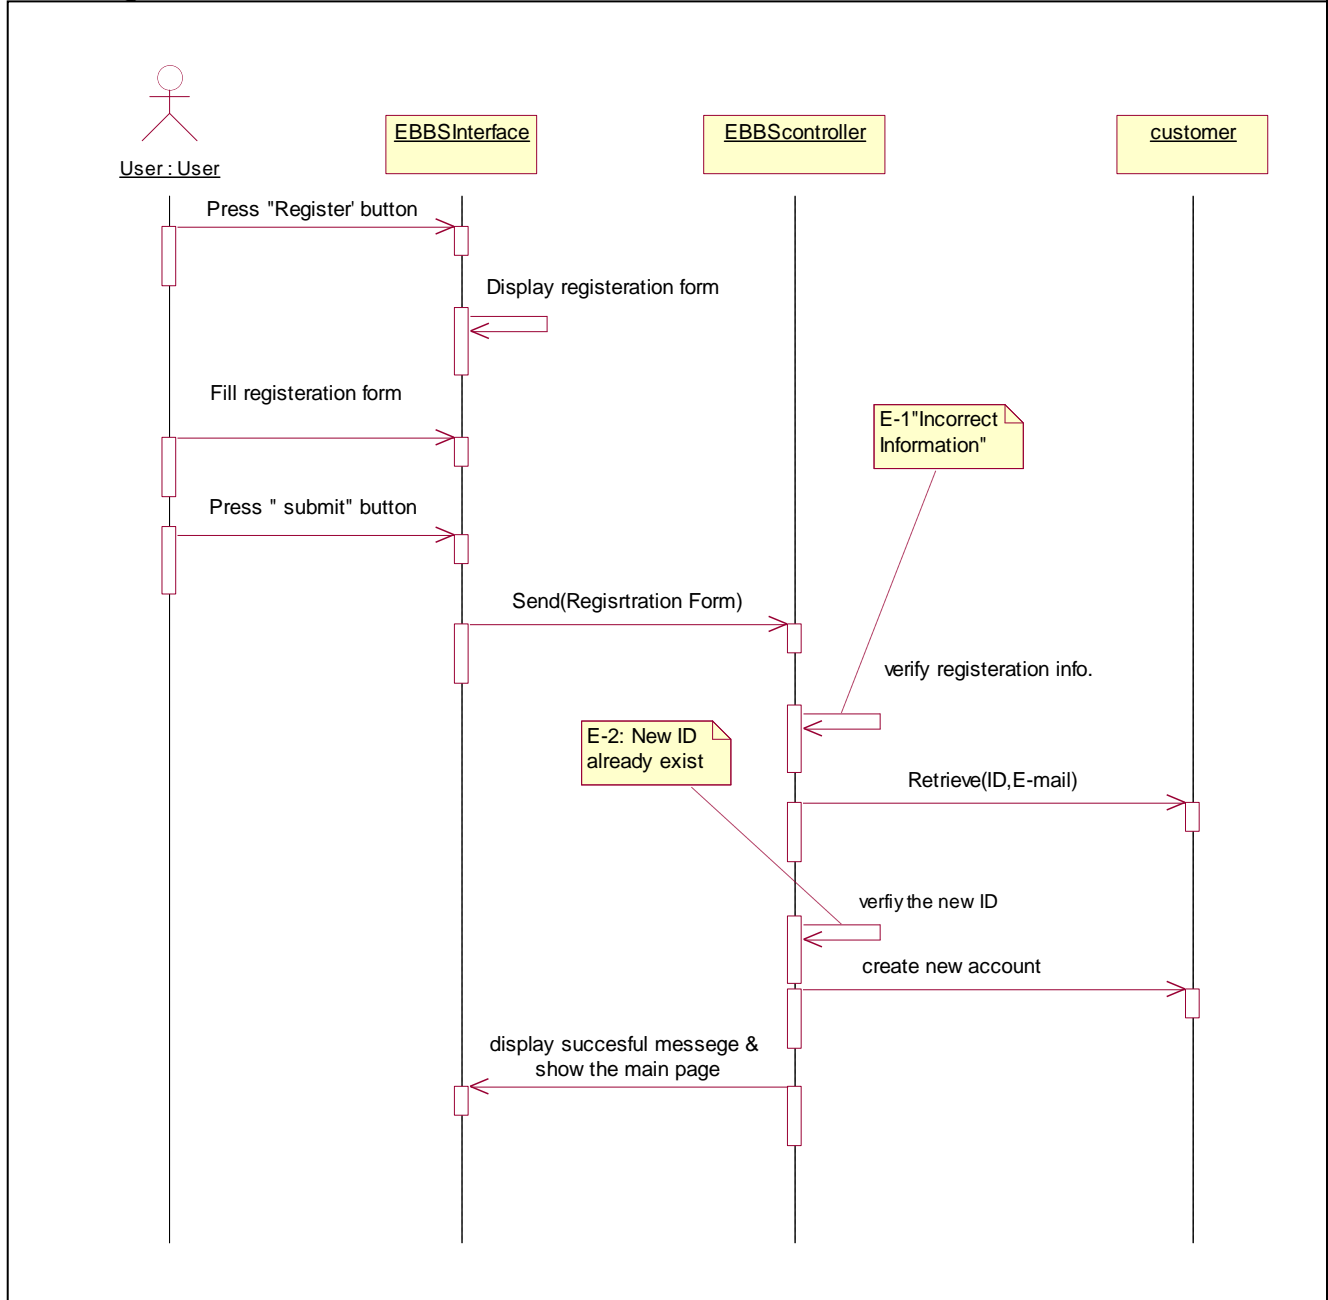 User : User
EBBSInterface
EBBScontroller
customer
Press "Register' button
Display registeration form
Fill registeration form
E-1"Incorrect
Information"
Press " submit" button
Send(Regisrtration Form)
verify registeration info.
E-2: New ID
already exist
Retrieve(ID,E-mail)
verfiy the new ID
create new account
display succesful messege &
show the main page